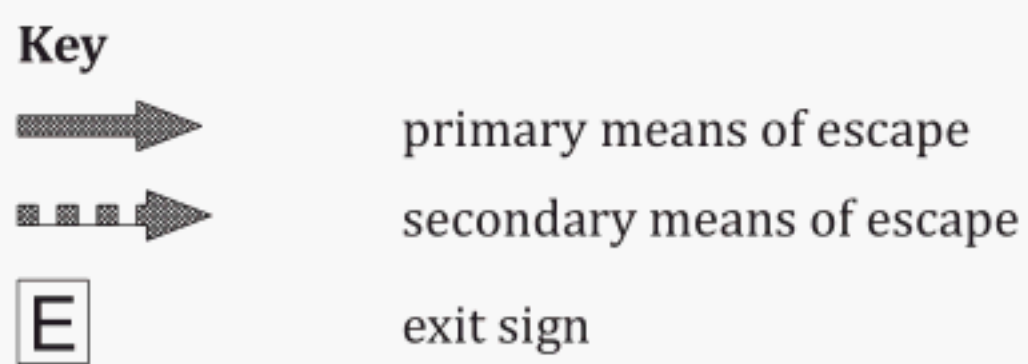 Key
primary means of escape
secondary means of escape
E exit sign